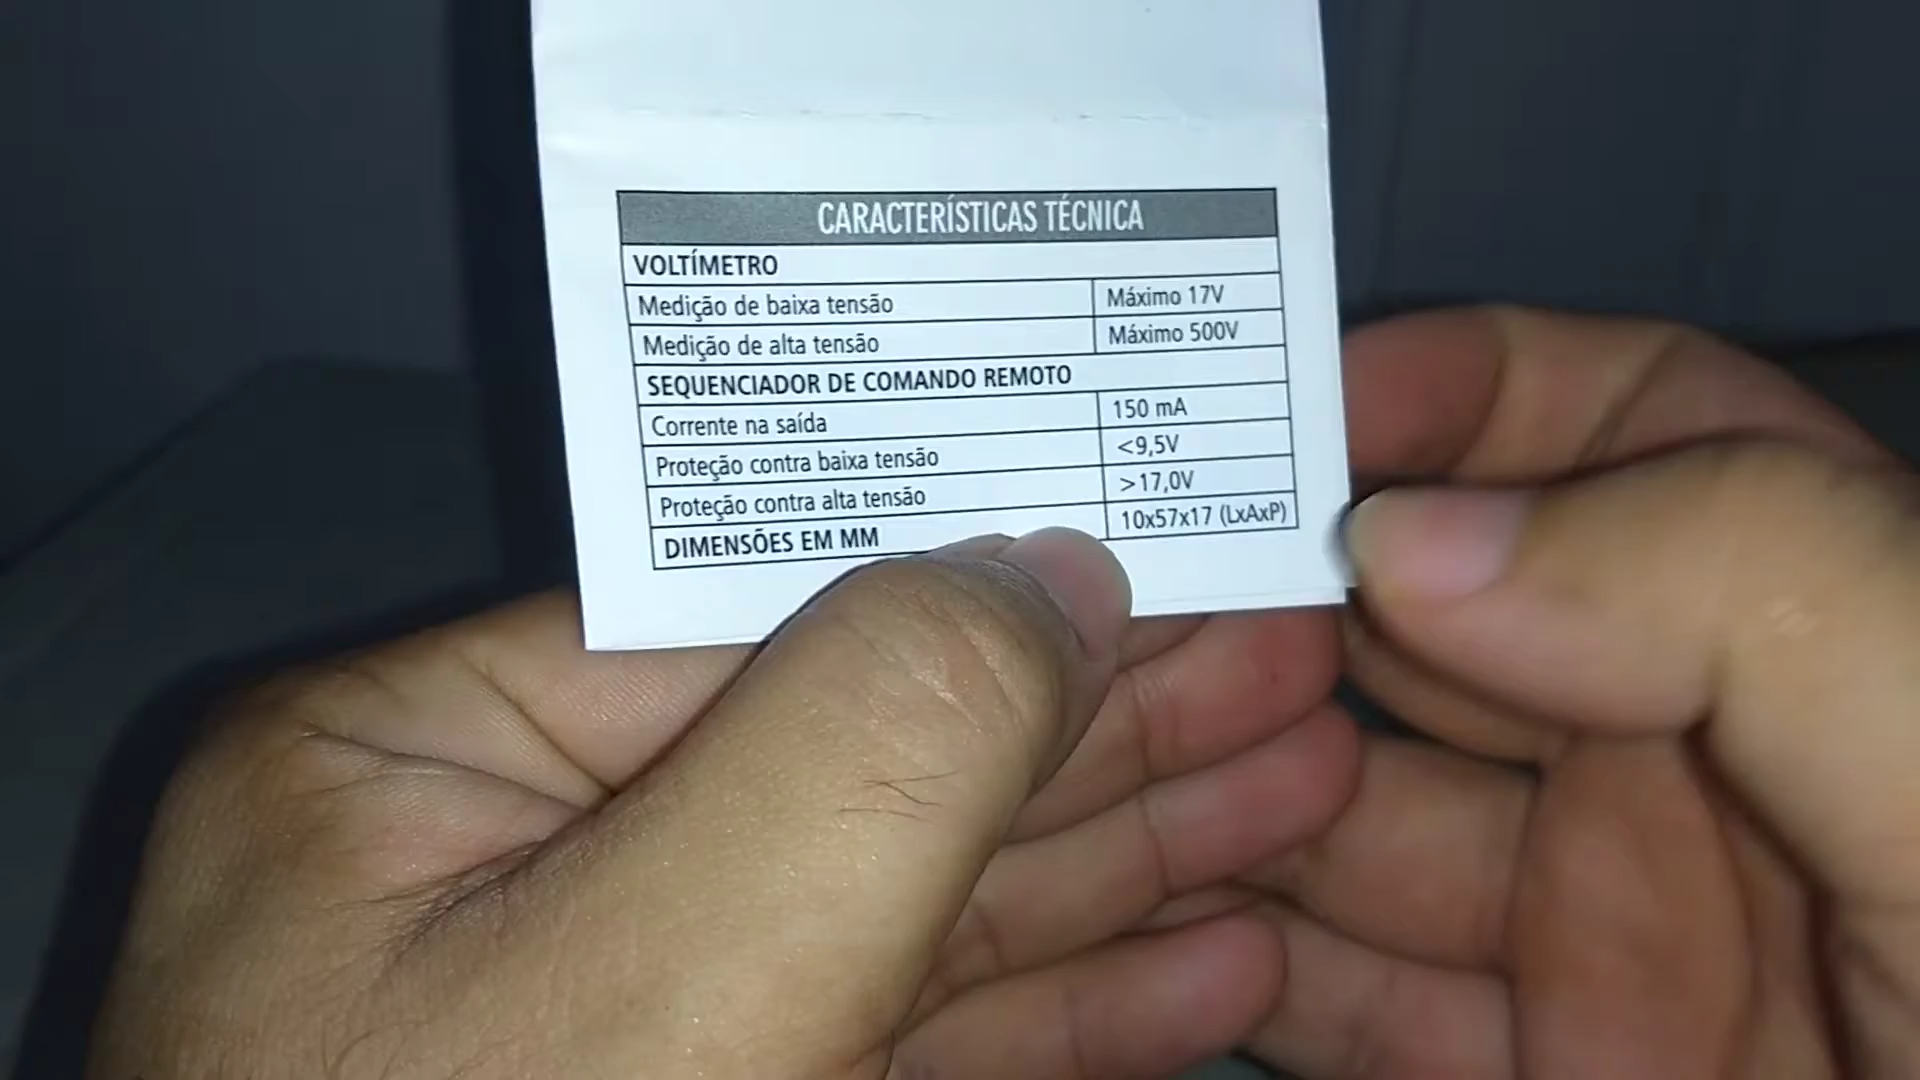 CARACTERÍSTICAS TÉCNICA
VOLTÍMETRO
Medição de baixa tensão Máximo 17V
Medição de alta tensão Máximo 500V
SEQUENCIADOR DE COMANDO REMOTO
Corrente na saída 150 mA
Proteção contra baixa tensão <9,5V
Proteção contra alta tensão >17,0V
DIMENSÕES EM MM 10x57x17 (LxAxP)